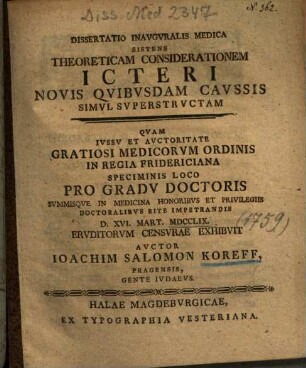 Diss. Med 2347
N. 362.
DISSERTATIO INAVGVRALIS MEDICA
SISTENS
THEORETICAM CONSIDERATIONEM
ICTERI
NOVIS QVIBVSDAM CAVSSIS
SIMVL SVPERSTRVCTAM
QVAM
IVSSV ET AVCTORITATE
GRATIOSI MEDICORVM ORDINIS
IN REGIA FRIDERICIANA
SPECIMINIS LOCO
PRO GRADV DOCTORIS
SVMMISQVE IN MEDICINA HONORIBVS ET PRIVILEGIIS
DOCTORALIBVS RITE IMPETRANDIS
D. XVI. MART. MDCCLIX.
(1759)
ERVDITORVM CENSVRAE EXHIBVIT
AVCTOR
IOACHIM SALOMON KOREFF,
PRAGENSIS,
GENTE IVDAEVS.
HALAE MAGDEBVRGICAE,
EX TYPOGRAPHIA VESTERIANA.